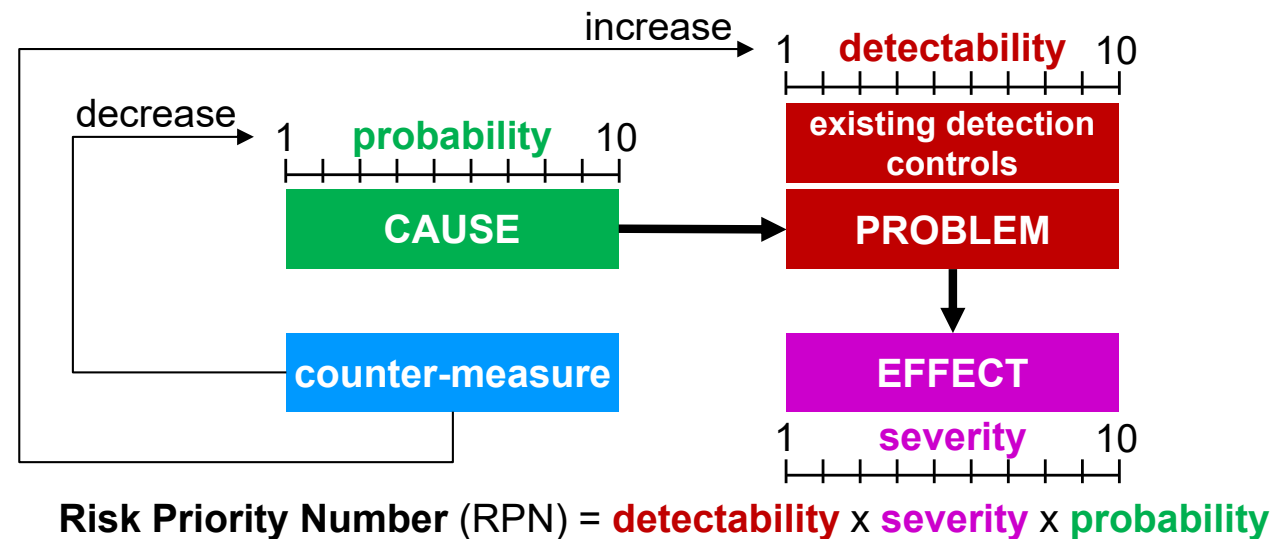 increase
1 detectability 10
decrease
existing detection
controls
1 probability 10
CAUSE
PROBLEM
counter-measure
EFFECT
1 severity 10
Risk Priority Number (RPN) = detectability x severity x probability